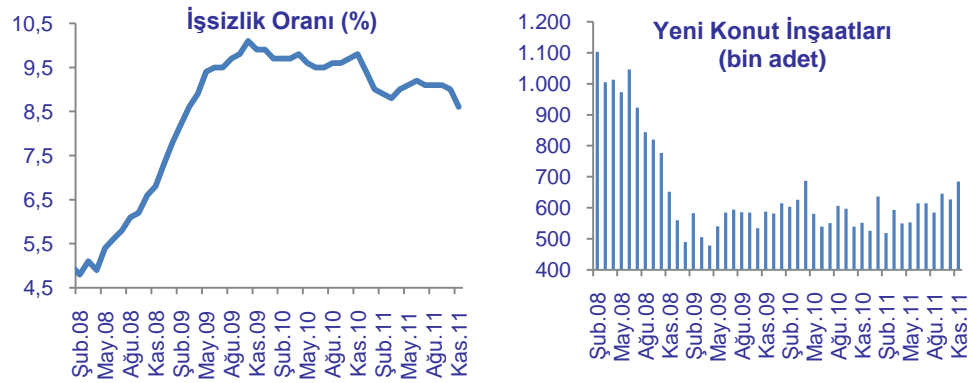 İşsizlik Oranı (%)
10,5
9,5
8,5
7,5
6,5
5,5
4,5
Şub.08
May.08
Ağu.08
Kas.08
Şub.09
May.09
Ağu.09
Kas.09
Şub.10
May.10
Ağu.10
Kas.10
Şub.11
May.11
Ağu.11
Kas.11
Yeni Konut İnşaatları
(bin adet)
1.200
1.100
1.000
900
800
700
600
500
400
Şub.08
May.08
Ağu.08
Kas.08
Şub.09
May.09
Ağu.09
Kas.09
Şub.10
May.10
Ağu.10
Kas.10
Şub.11
May.11
Ağu.11
Kas.11